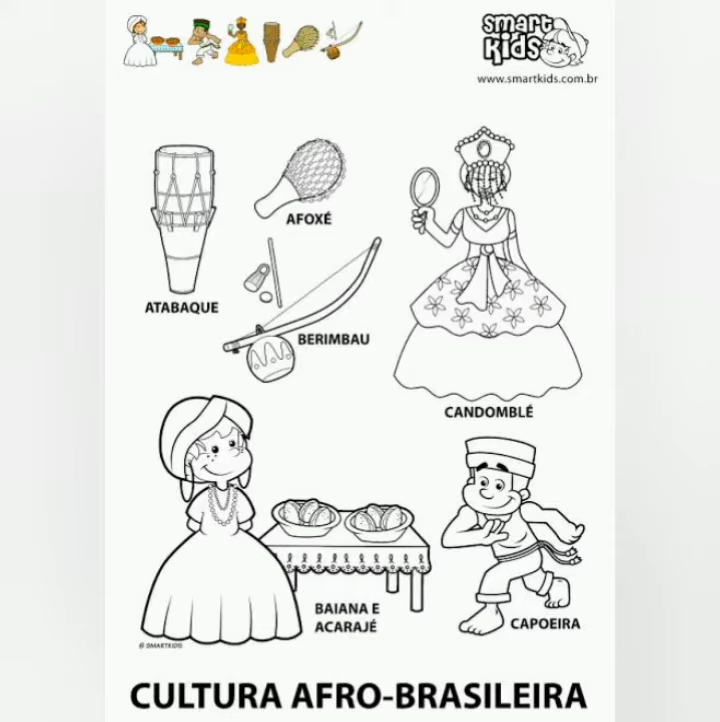 smart
kids
www.smartkids.com.br
AFOXÉ
ATABAQUE
BERIMBAU
CANDOMBLÉ
BAIANA E
ACARAJÉ
CAPOEIRA
© SMARTKIDS
CULTURA AFRO-BRASILEIRA